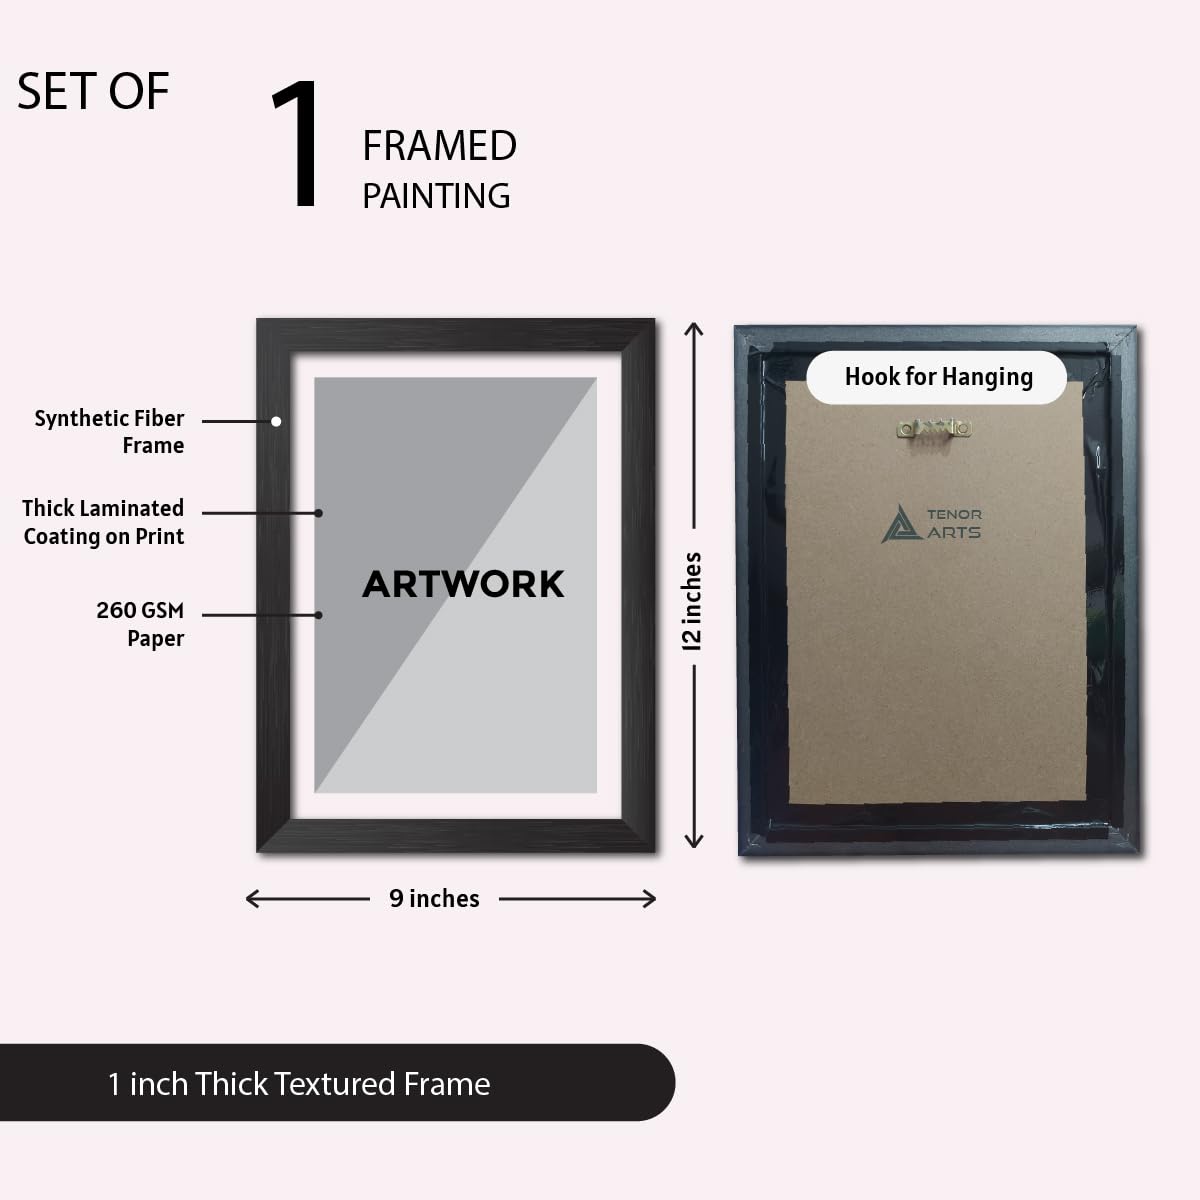 SET OF
1
FRAMED
PAINTING
Synthetic Fiber
Frame
Thick Laminated
Coating on Print
260 GSM
Paper
ARTWORK
12 inches
9 inches
Hook for Hanging
TENOR
ARTS
1 inch Thick Textured Frame